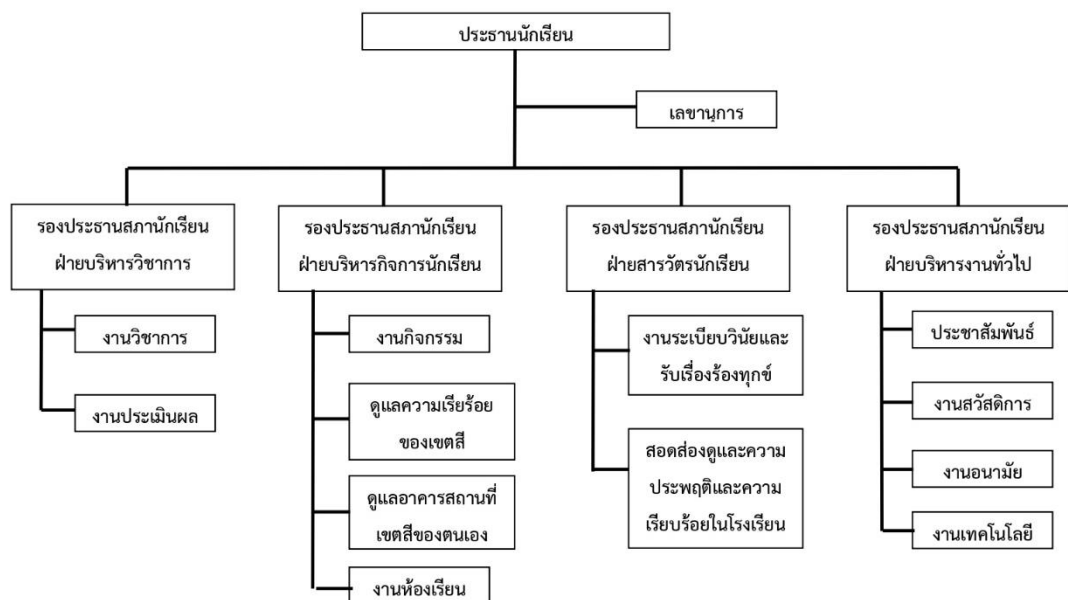 ประธานนักเรียน
เลขานุการ
รองประธานสภานักเรียน
ฝ่ายบริหารวิชาการ
รองประธานสภานักเรียน
ฝ่ายบริหารกิจการนักเรียน
รองประธานสภานักเรียน
ฝ่ายสารวัตรนักเรียน
รองประธานสภานักเรียน
ฝ่ายบริหารงานทั่วไป
งานวิชาการ
งานประเมินผล
งานกิจกรรม
ดูแลความเรียร้อย
ของเขตสี
ดูแลอาคารสถานที่
เขตสีของตนเอง
งานห้องเรียน
งานระเบียบวินัยและ
รับเรื่องร้องทุกข์
สอดส่องดูและความ
ประพฤติและความ
เรียบร้อยในโรงเรียน
ประชาสัมพันธ์
งานสวัสดิการ
งานอนามัย
งานเทคโนโลยี